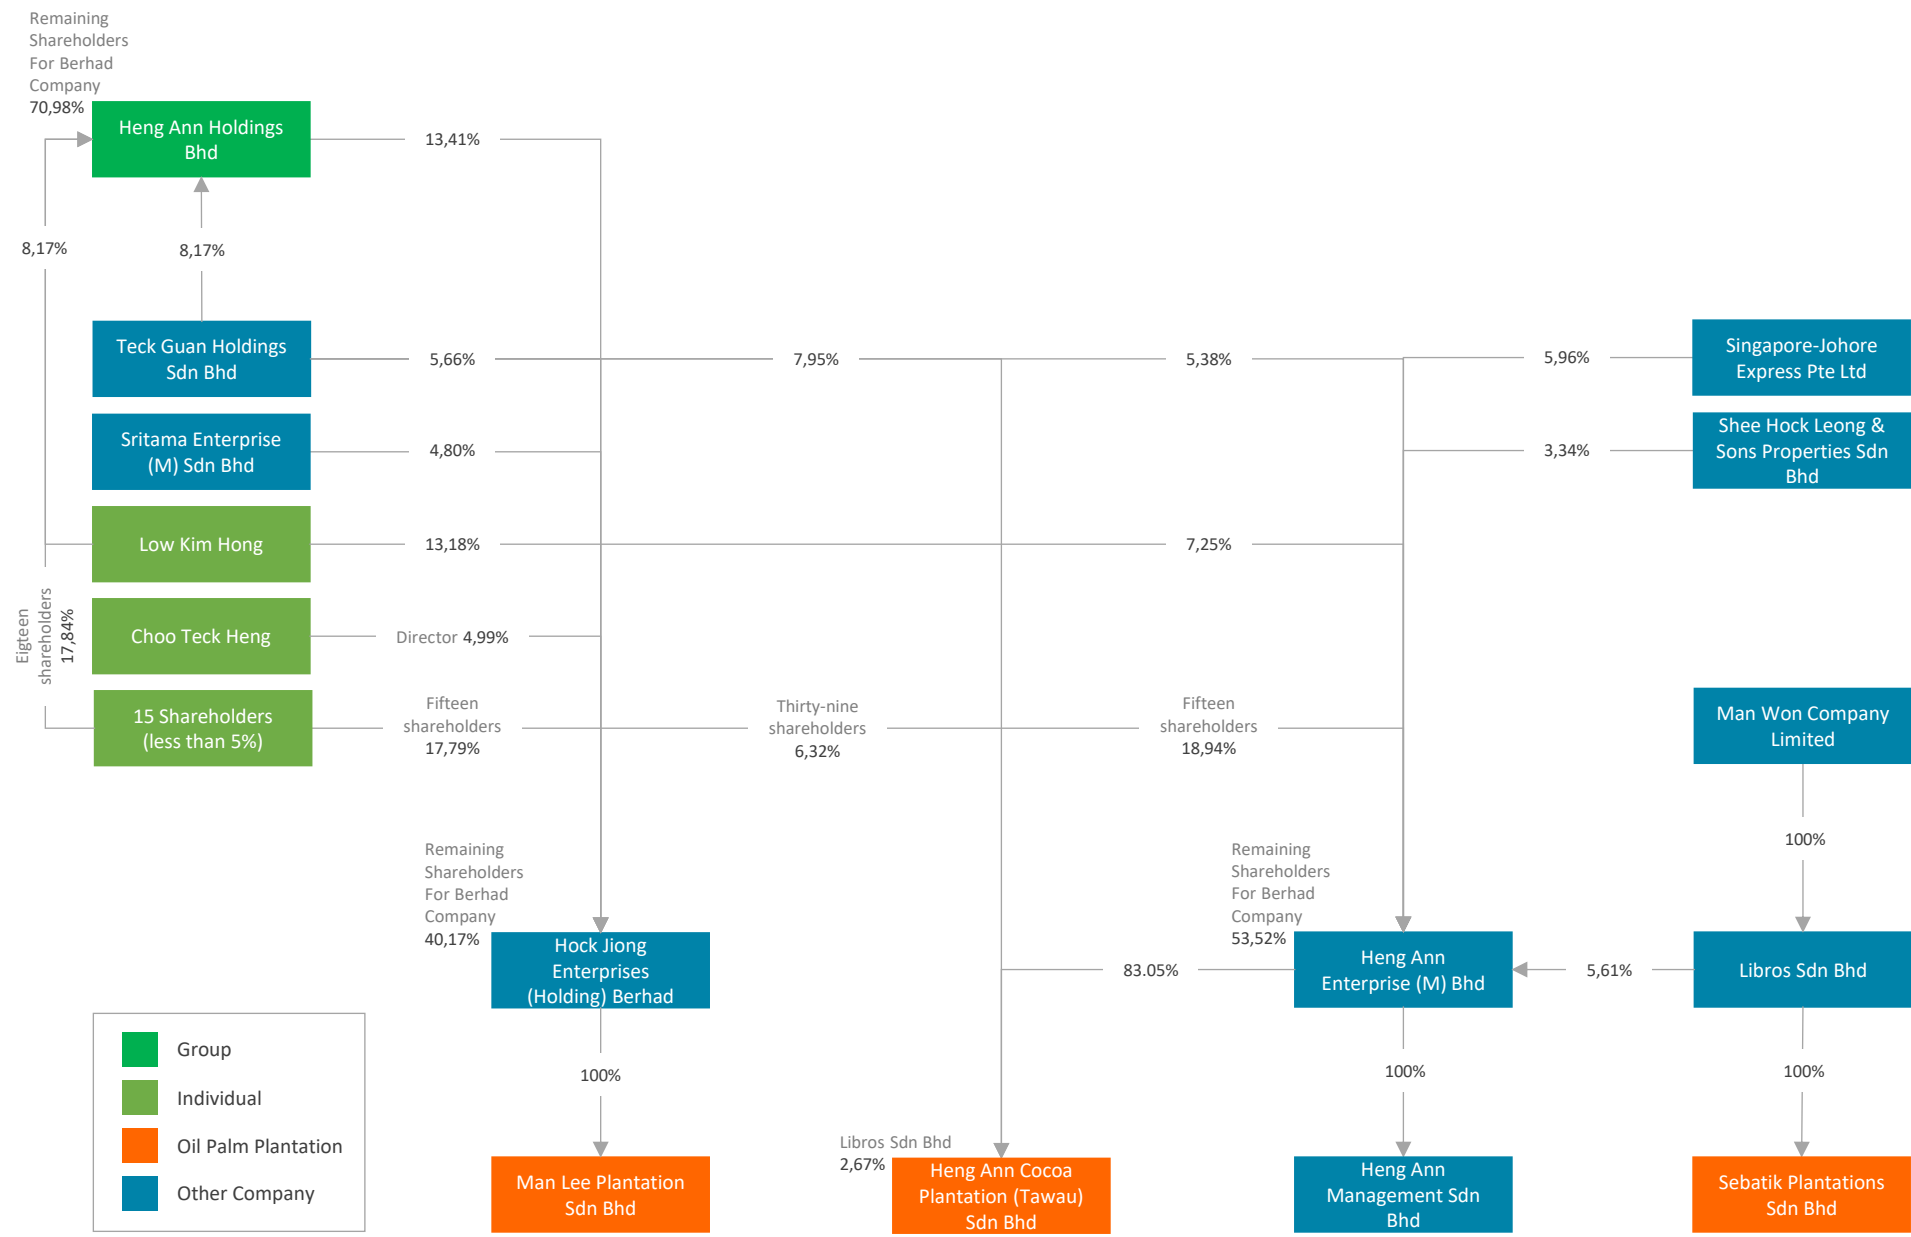 Remaining
Shareholders
For Berhad
Company
70,98%
Heng Ann Holdings
Bhd
13,41%
8,17%
8,17%
Teck Guan Holdings
Sdn Bhd
5,66%
7,95%
5,38%
5,96%
Singapore-Johore
Express Pte Ltd
Sritama Enterprise
(M) Sdn Bhd
4,80%
3,34%
Shee Hock Leong &
Sons Properties Sdn
Bhd
Low Kim Hong
13,18%
7,25%
Eigteen
shareholders
17,84%
Choo Teck Heng
Director 4,99%
15 Shareholders
(less than 5%)
Fifteen
shareholders
17,79%
Thirty-nine
shareholders
6,32%
Fifteen
shareholders
18,94%
Man Won Company
Limited
100%
Remaining
Shareholders
For Berhad
Company
40,17%
Hock Jiong
Enterprises
(Holding) Berhad
Remaining
Shareholders
For Berhad
Company
53,52%
83.05%
Heng Ann
Enterprise (M) Bhd
5,61%
Libros Sdn Bhd
100%
100%
100%
Group
Individual
Oil Palm Plantation
Other Company
Man Lee Plantation
Sdn Bhd
Libros Sdn Bhd
2,67%
Heng Ann Cocoa
Plantation (Tawau)
Sdn Bhd
Heng Ann
Management Sdn
Bhd
Sebatik Plantations
Sdn Bhd